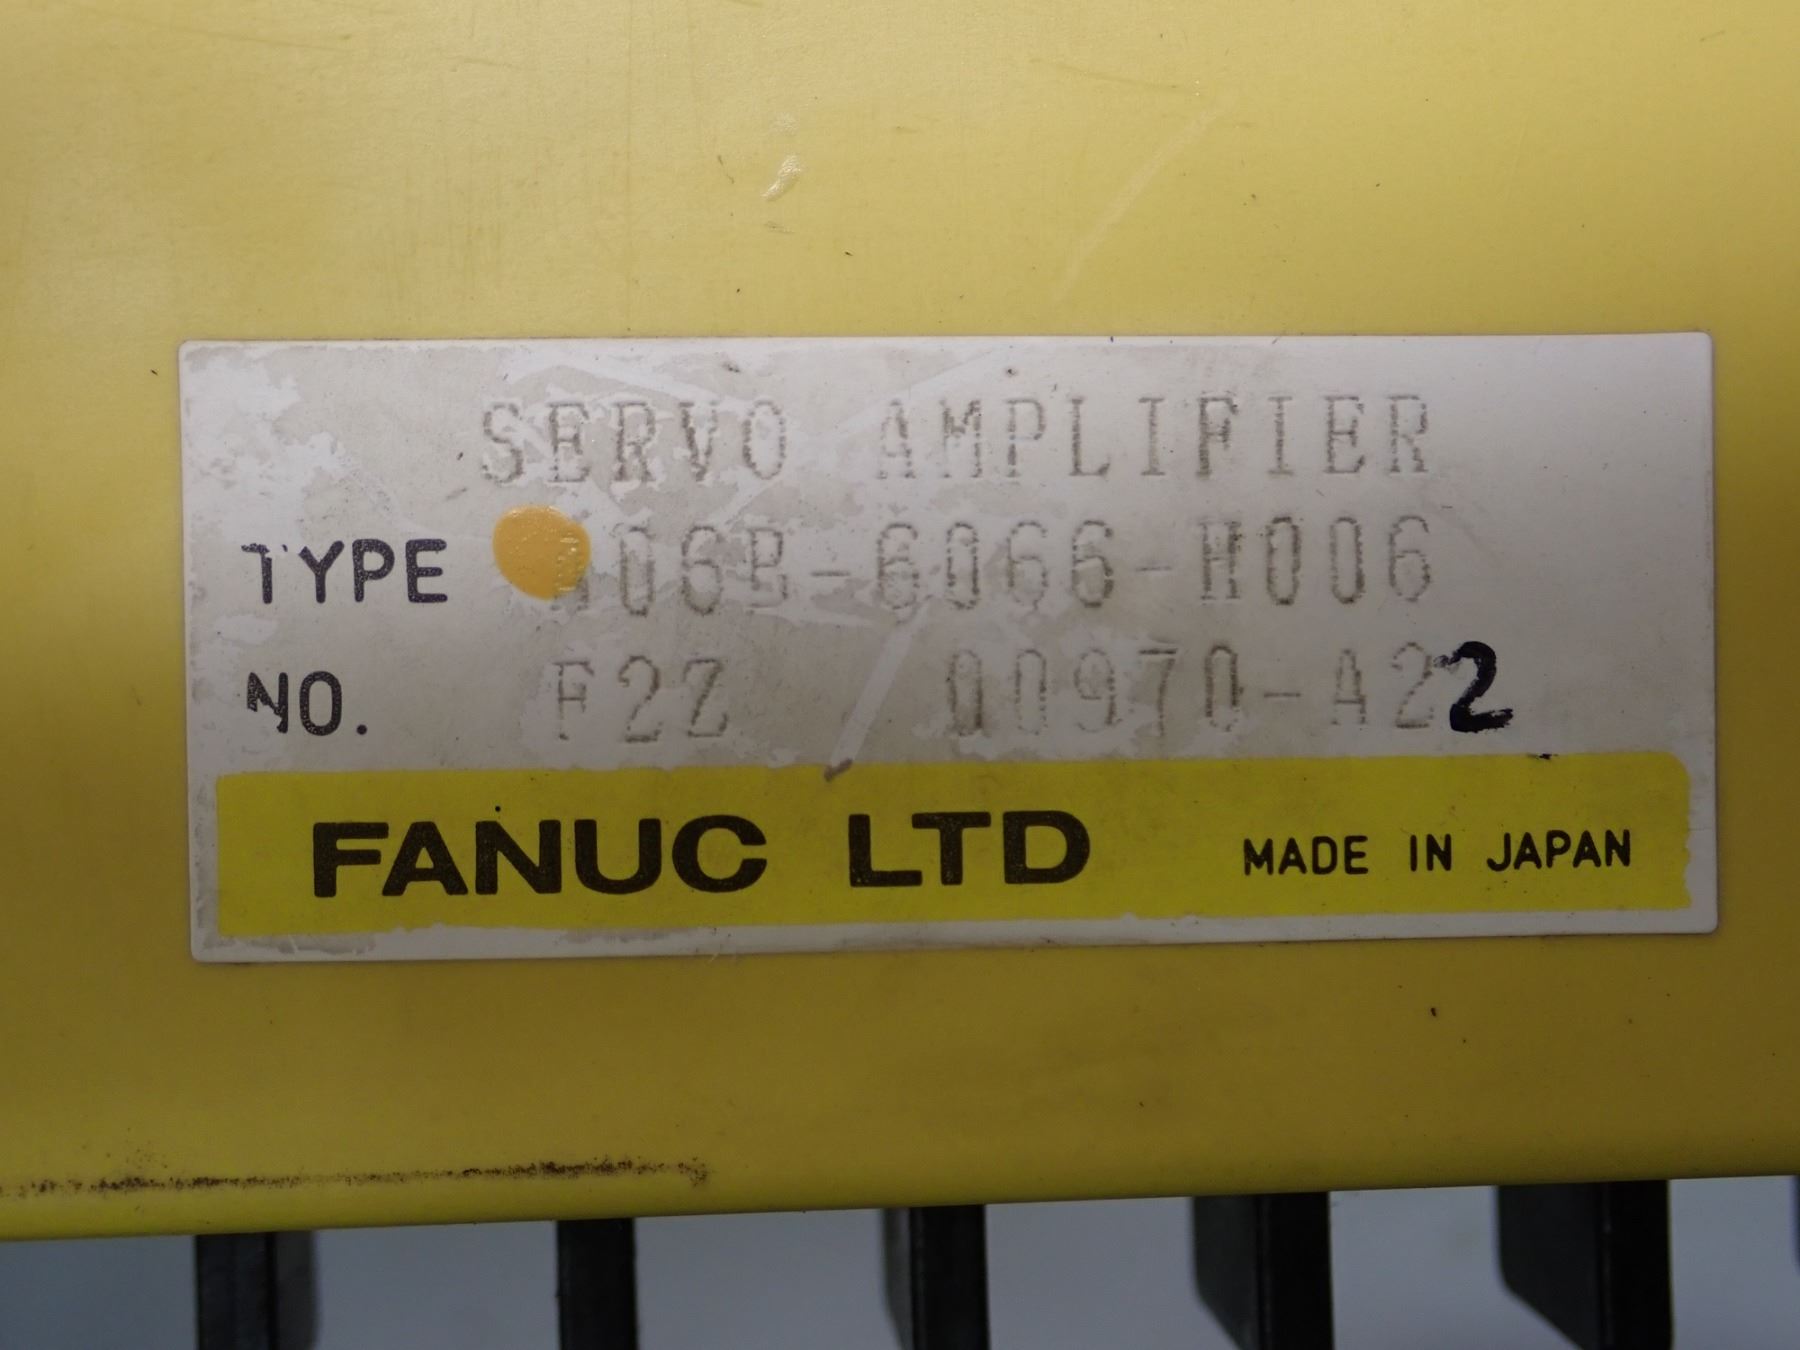 SERVO AMPLIFIER
TYPE A06B-6066-H006
NO. F2Z 00970-A22
FANUC LTD MADE IN JAPAN